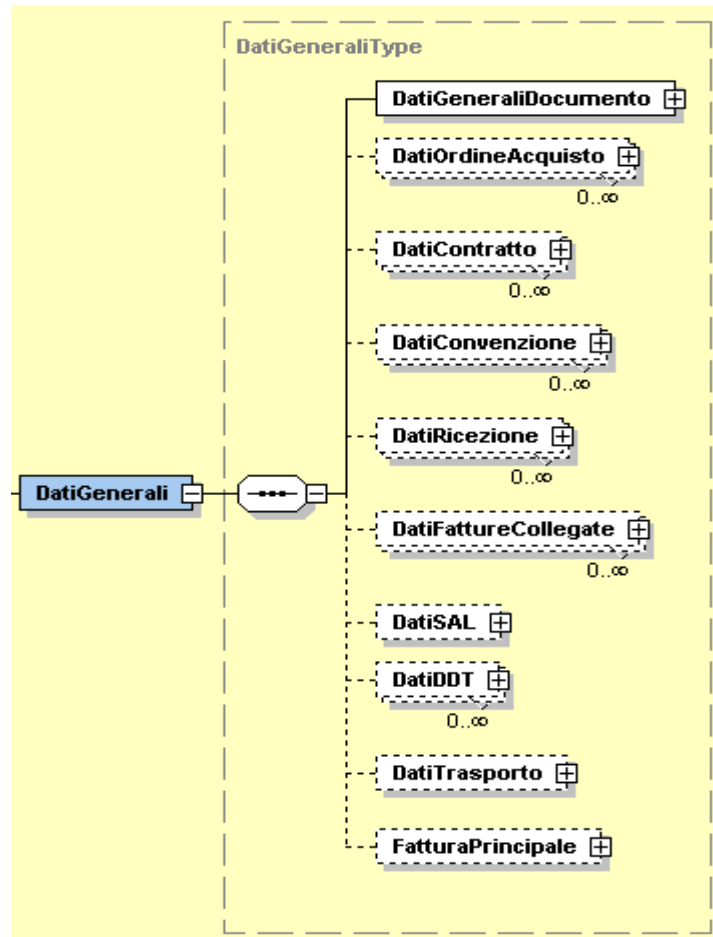 DatiGeneraliType
DatiGeneraliDocumento
DatiOrdineAcquisto
0..∞
DatiContratto
0..∞
DatiConvenzione
0..∞
DatiRicezione
0..∞
DatiGenerali
DatiFattureCollegate
0..∞
DatiSAL
DatiDDT
0..∞
DatiTrasporto
FatturaPrincipale